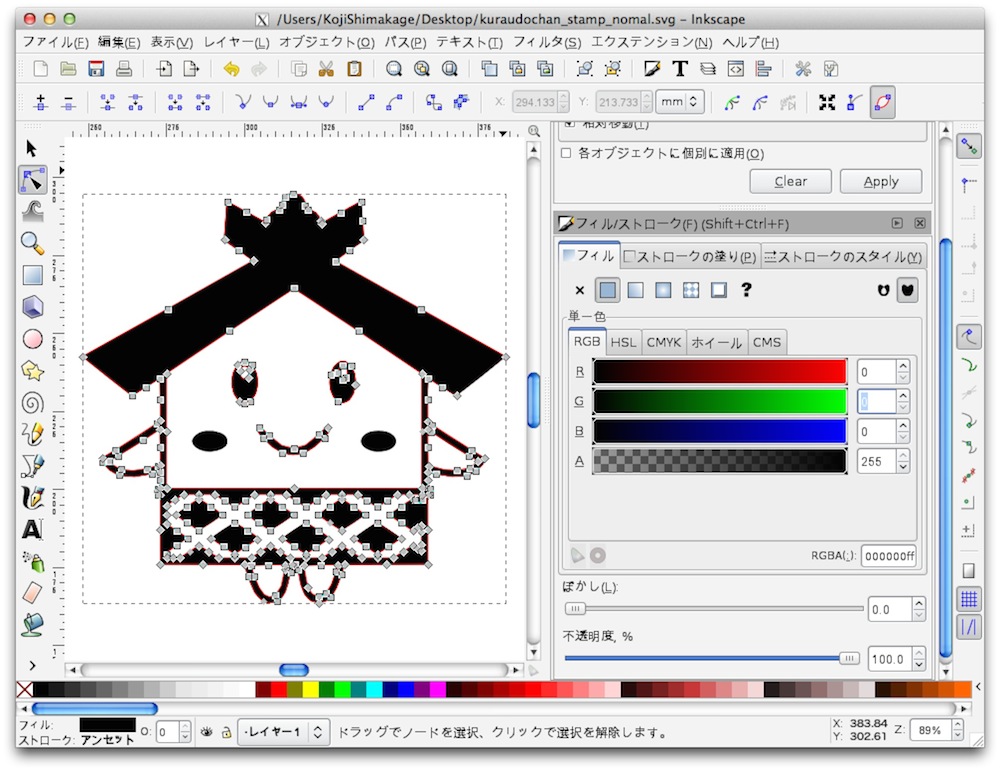 /Users/KojiShimakage/Desktop/kuraudochan_stamp_nomal.svg - Inkscape
ファイル(F) 編集(E) 表示(V) レイヤー(L) オブジェクト(O) パス(P) テキスト(T) フィルタ(S) エクステンション(N) ヘルプ(H)
X: 294.133 Y: 213.733 mm
250 275 300 325 350 375
相対移動(T)
各オブジェクトに個別に適用(O)
Clear Apply
フィル/ストローク(F) (Shift+Ctrl+F)
フィル ストロークの塗り(P) ストロークのスタイル(Y)
?
単一色
RGB HSL CMYK ホイール CMS
R 0
G 0
B 0
A 255
RGBA(:): 000000ff
ぼかし(L):
0.0
不透明度, %
100.0
フィル:
ストローク: アンセット
O: 0
·レイヤー 1
ドラッグでノードを選択、クリックで選択を解除します。
X: 383.84
Y: 302.61
Z: 89%